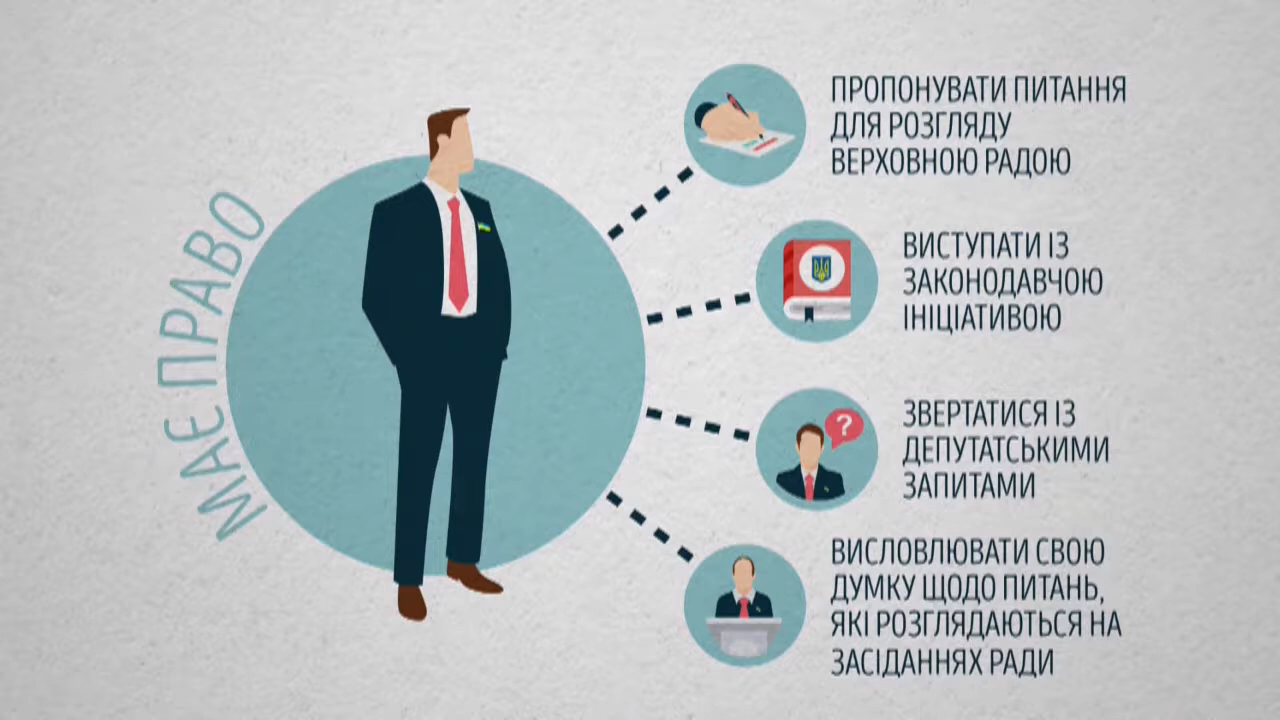 МАЄ ПРАВО
ПРОПОНУВАТИ ПИТАННЯ
ДЛЯ РОЗГЛЯДУ
ВЕРХОВНОЮ РАДОЮ
ВИСТУПАТИ ІЗ
ЗАКОНОДАВЧОЮ
ІНІЦІАТИВОЮ
?
ЗВЕРТАТИСЯ ІЗ
ДЕПУТАТСЬКИМИ
ЗАПИТАМИ
ВИСЛОВЛЮВАТИ СВОЮ
ДУМКУ ЩОДО ПИТАНЬ,
ЯКІ РОЗГЛЯДАЮТЬСЯ НА
ЗАСІДАННЯХ РАДИ